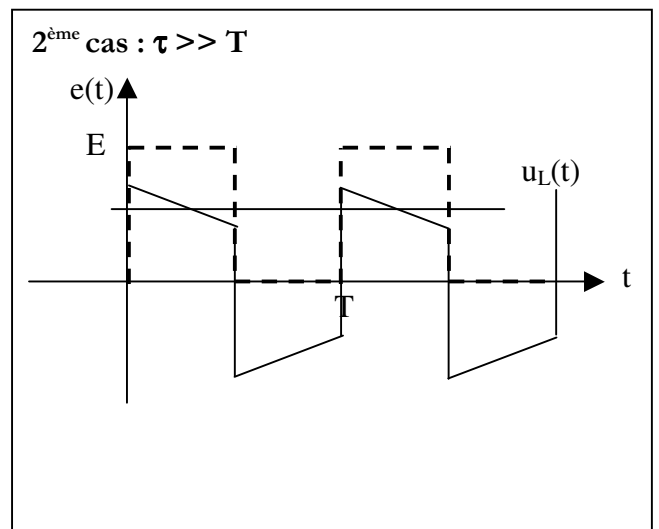 2ème cas : τ >> T
e(t)
E
uL(t)
t
T